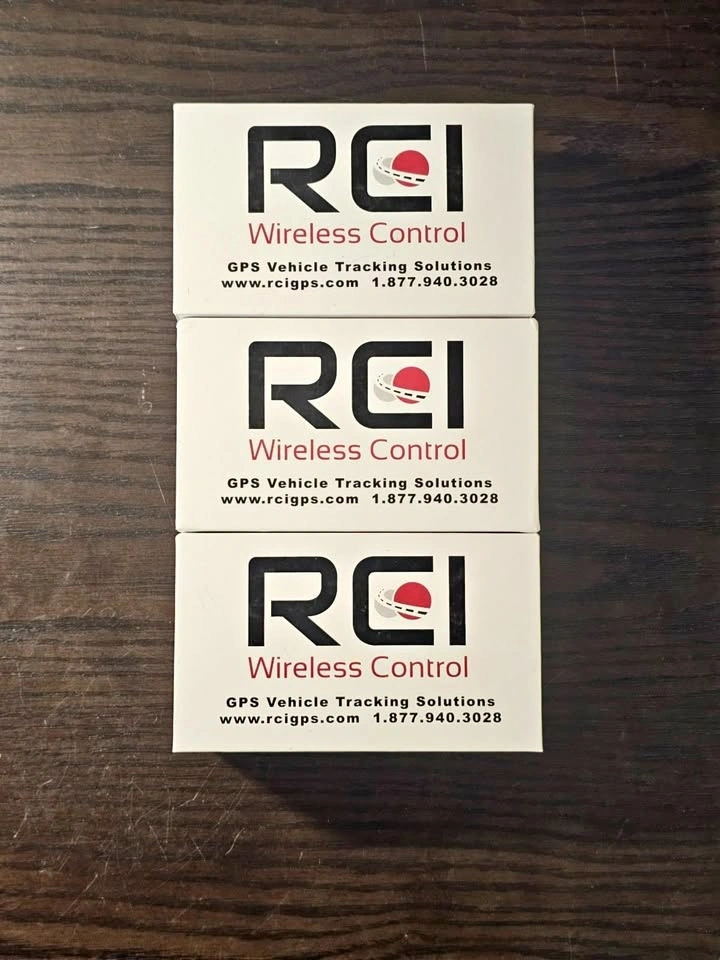 RCI
Wireless Control
GPS Vehicle Tracking Solutions
www.rcigps.com 1.877.940.3028
RCI
Wireless Control
GPS Vehicle Tracking Solutions
www.rcigps.com 1.877.940.3028
RCI
Wireless Control
GPS Vehicle Tracking Solutions
www.rcigps.com 1.877.940.3028